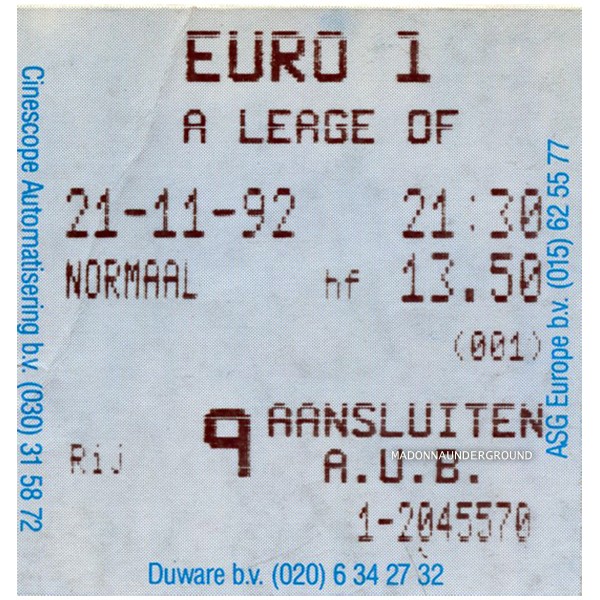 EURO 1
A LEAGE OF
21-11-92 21:30
NORMAAL hf 13.50
(001)
Rij 9 AANSLUITEN
A.U.B.
MADONNAUNDERGROUND
1-2045570
Cinescope Automatisering b.v. (030) 31 58 72
Duware b.v. (020) 6 34 27 32
ASG Europe b.v. (015) 62 55 77